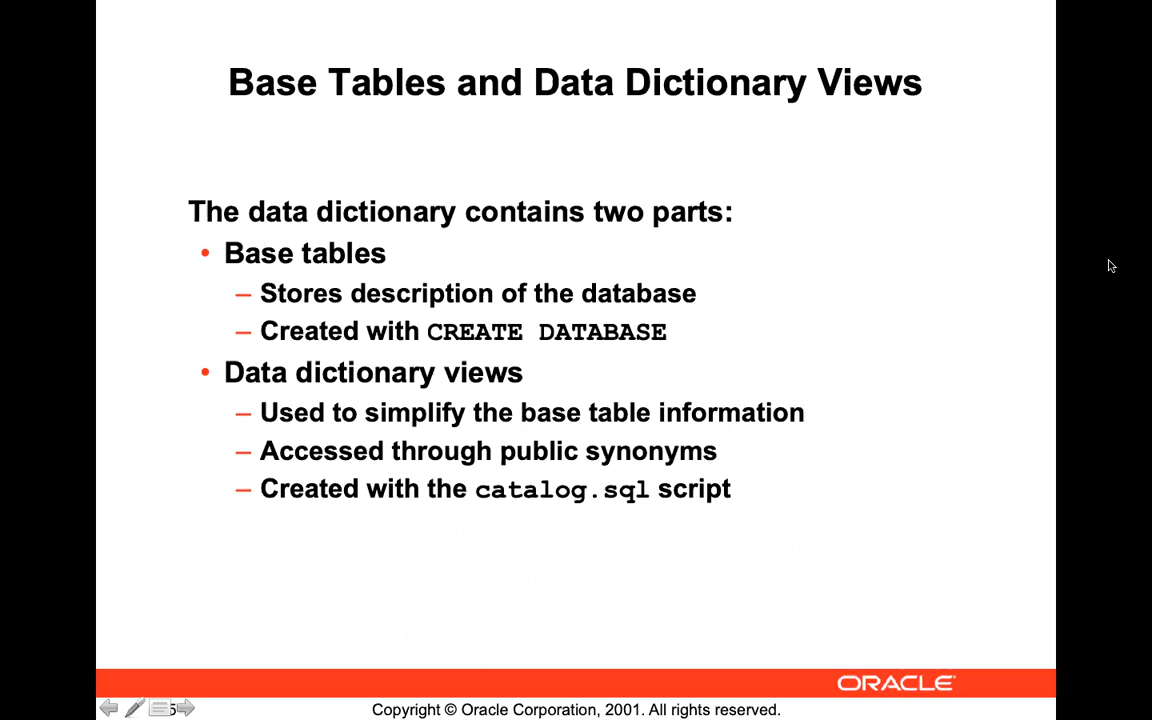 Base Tables and Data Dictionary Views
The data dictionary contains two parts:
• Base tables
– Stores description of the database
– Created with CREATE DATABASE
• Data dictionary views
– Used to simplify the base table information
– Accessed through public synonyms
– Created with the catalog.sql script
ORACLE
5
Copyright © Oracle Corporation, 2001. All rights reserved.